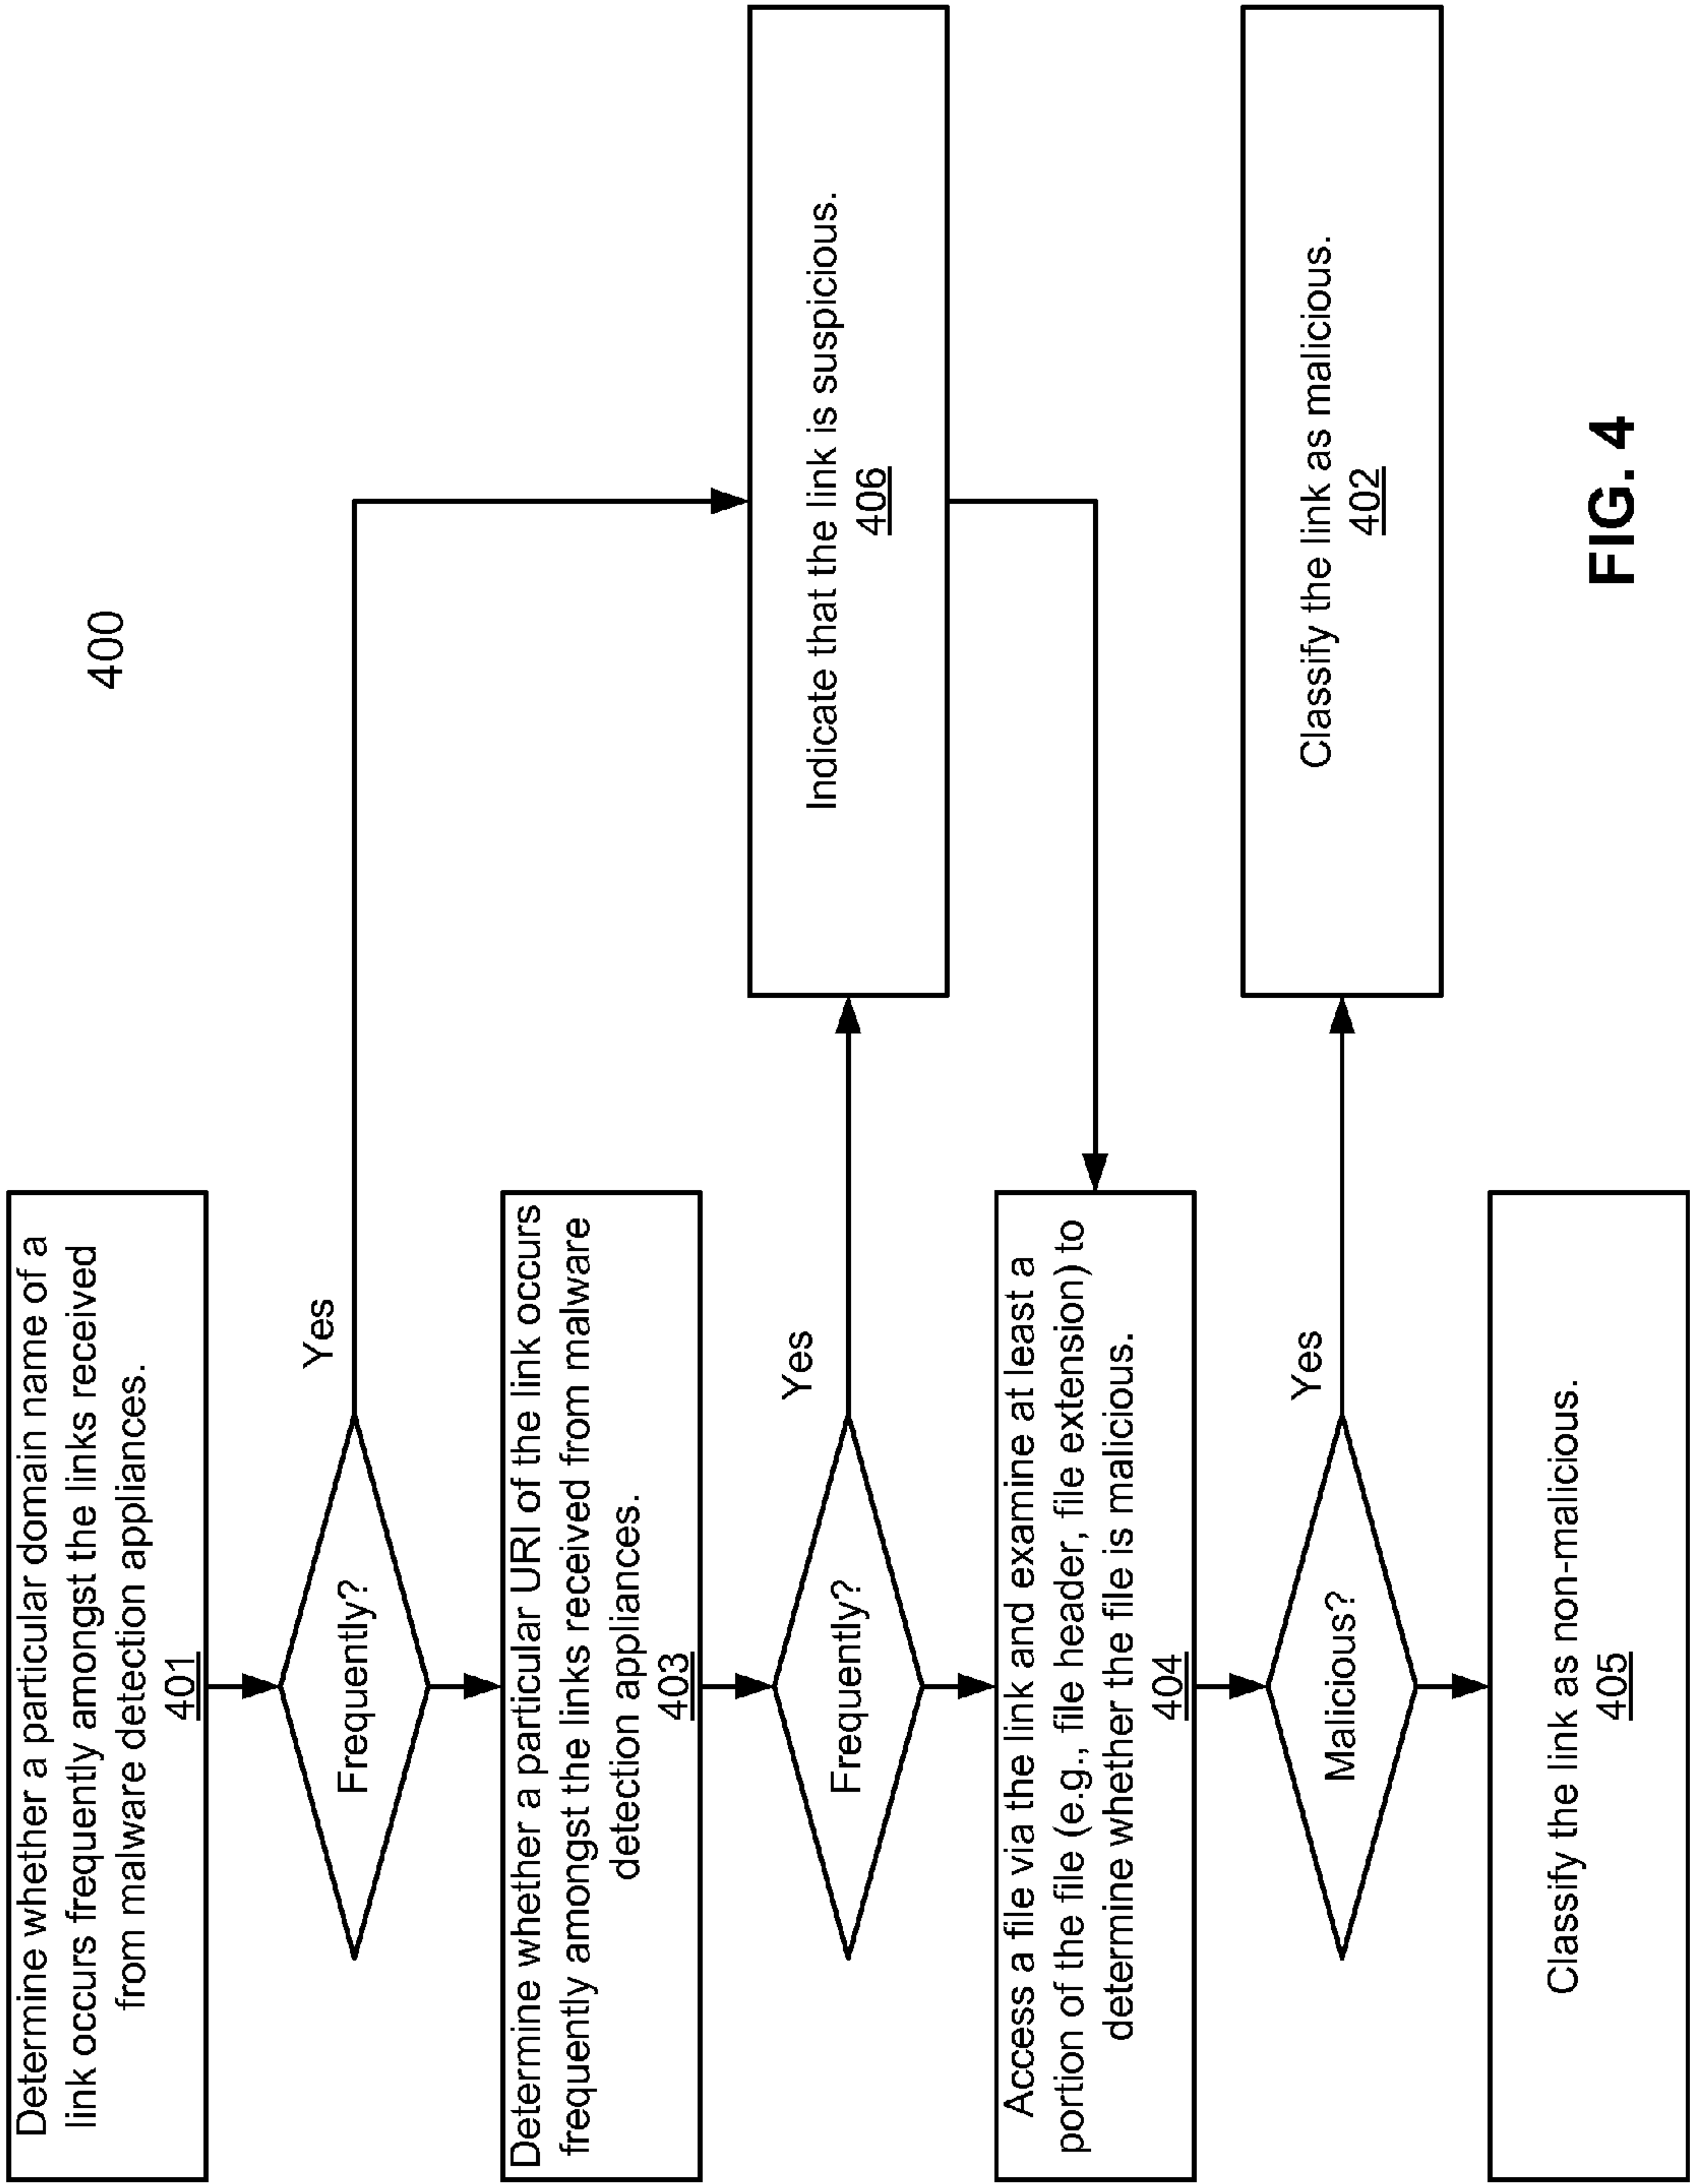 400
Determine whether a particular domain name of a
link occurs frequently amongst the links received
from malware detection appliances.
401
Frequently?
Yes
Determine whether a particular URI of the link occurs
frequently amongst the links received from malware
detection appliances.
403
Frequently?
Yes
Indicate that the link is suspicious.
406
Access a file via the link and examine at least a
portion of the file (e.g., file header, file extension) to
determine whether the file is malicious.
404
Malicious?
Yes
Classify the link as malicious.
402
Classify the link as non-malicious.
405
FIG. 4